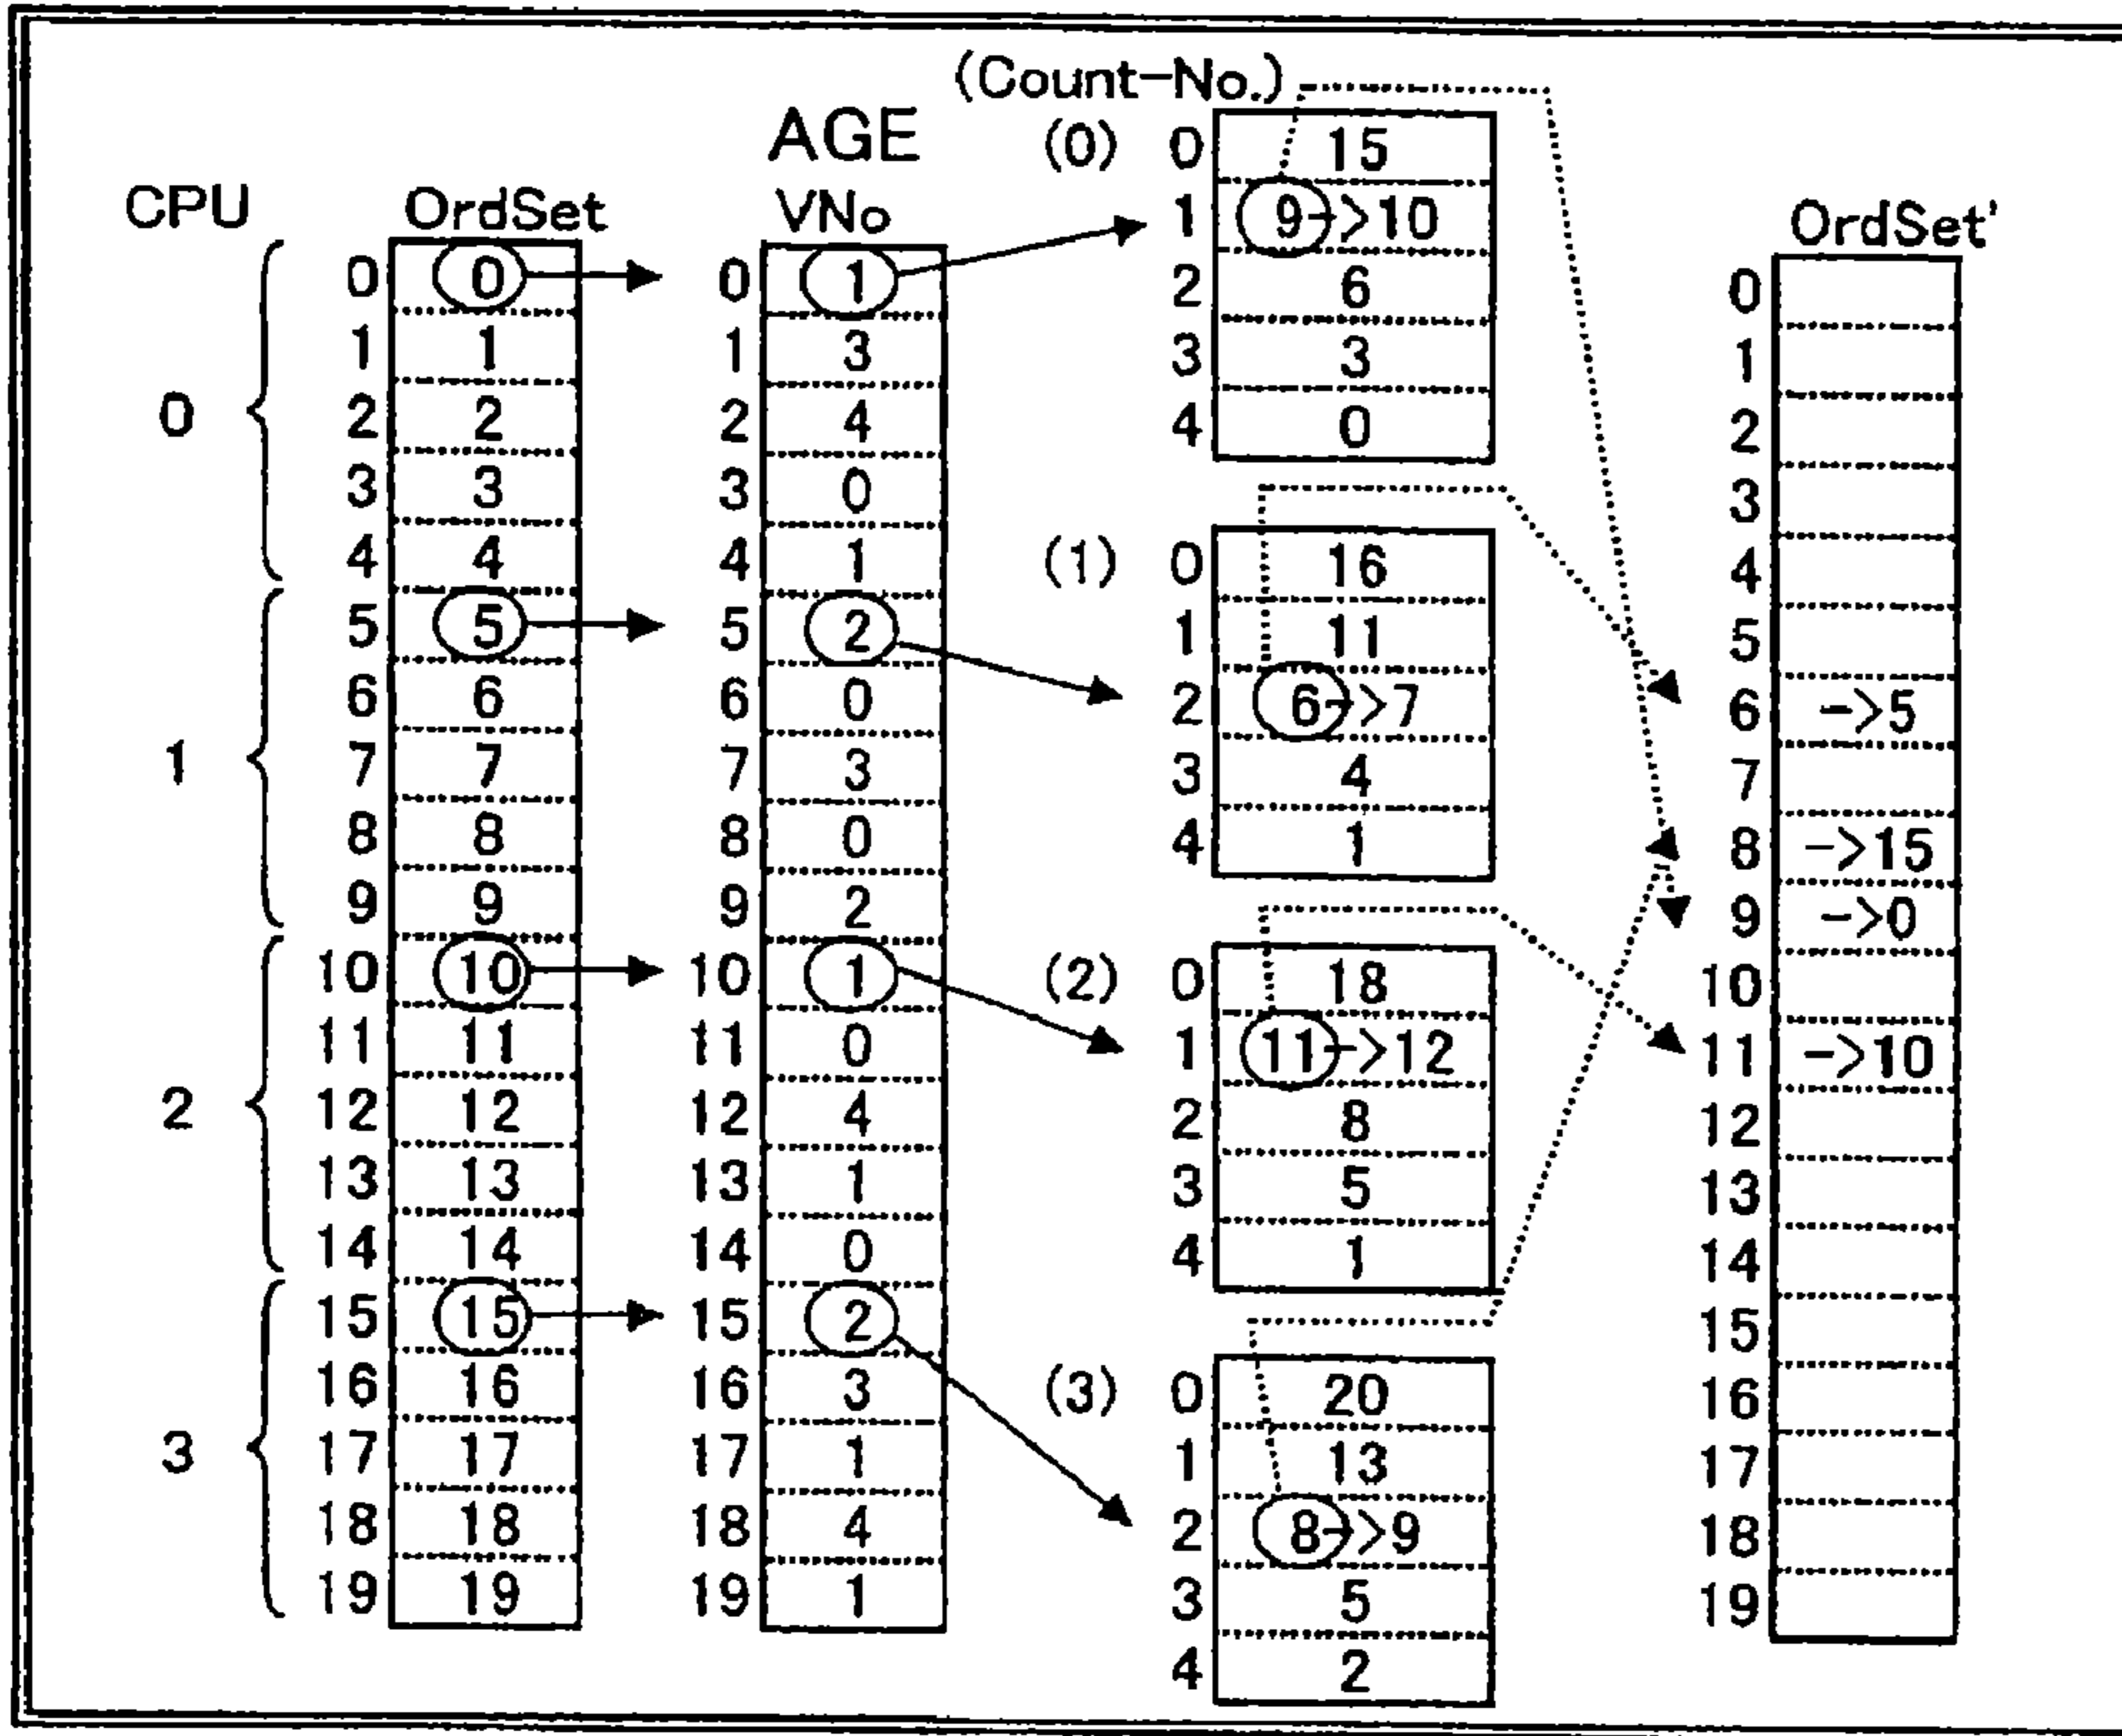 (Count-No.)
AGE
CPU OrdSet VNo OrdSet'
0 0 0 1
1 1 1 3
2 2 2 4
0 3 3 3 0
4 4 4 1
5 5 5 2
6 6 6 0
1 7 7 7 3
8 8 8 0
9 9 9 2
10 10 10 1
11 11 11 0
2 12 12 12 4
13 13 13 1
14 14 14 0
15 15 15 2
16 16 16 3
3 17 17 17 1
18 18 18 4
19 19 19 1
(0) 0 15
1 9->10
2 6
3 3
4 0
(1) 0 16
1 11
2 6->7
3 4
4 1
(2) 0 18
1 11->12
2 8
3 5
4 1
(3) 0 20
1 13
2 8->9
3 5
4 2
0
1
2
3
4
5
6 ->5
7
8 ->15
9 ->0
10
11 ->10
12
13
14
15
16
17
18
19